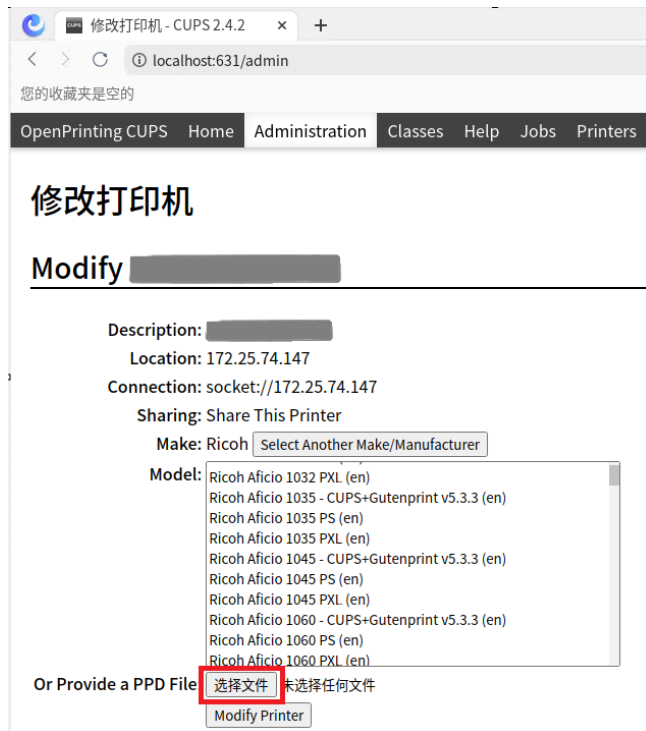 修改打印机 - CUPS 2.4.2
localhost:631/admin
您的收藏夹是空的
OpenPrinting CUPS Home Administration Classes Help Jobs Printers
修改打印机
Modify
Description:
Location: 172.25.74.147
Connection: socket://172.25.74.147
Sharing: Share This Printer
Make: Ricoh Select Another Make/Manufacturer
Model:
Ricoh Aficio 1032 PXL (en)
Ricoh Aficio 1035 - CUPS+Gutenprint v5.3.3 (en)
Ricoh Aficio 1035 PS (en)
Ricoh Aficio 1035 PXL (en)
Ricoh Aficio 1045 - CUPS+Gutenprint v5.3.3 (en)
Ricoh Aficio 1045 PS (en)
Ricoh Aficio 1045 PXL (en)
Ricoh Aficio 1060 - CUPS+Gutenprint v5.3.3 (en)
Ricoh Aficio 1060 PS (en)
Ricoh Aficio 1060 PXL (en)
Or Provide a PPD File 选择文件 未选择任何文件
Modify Printer